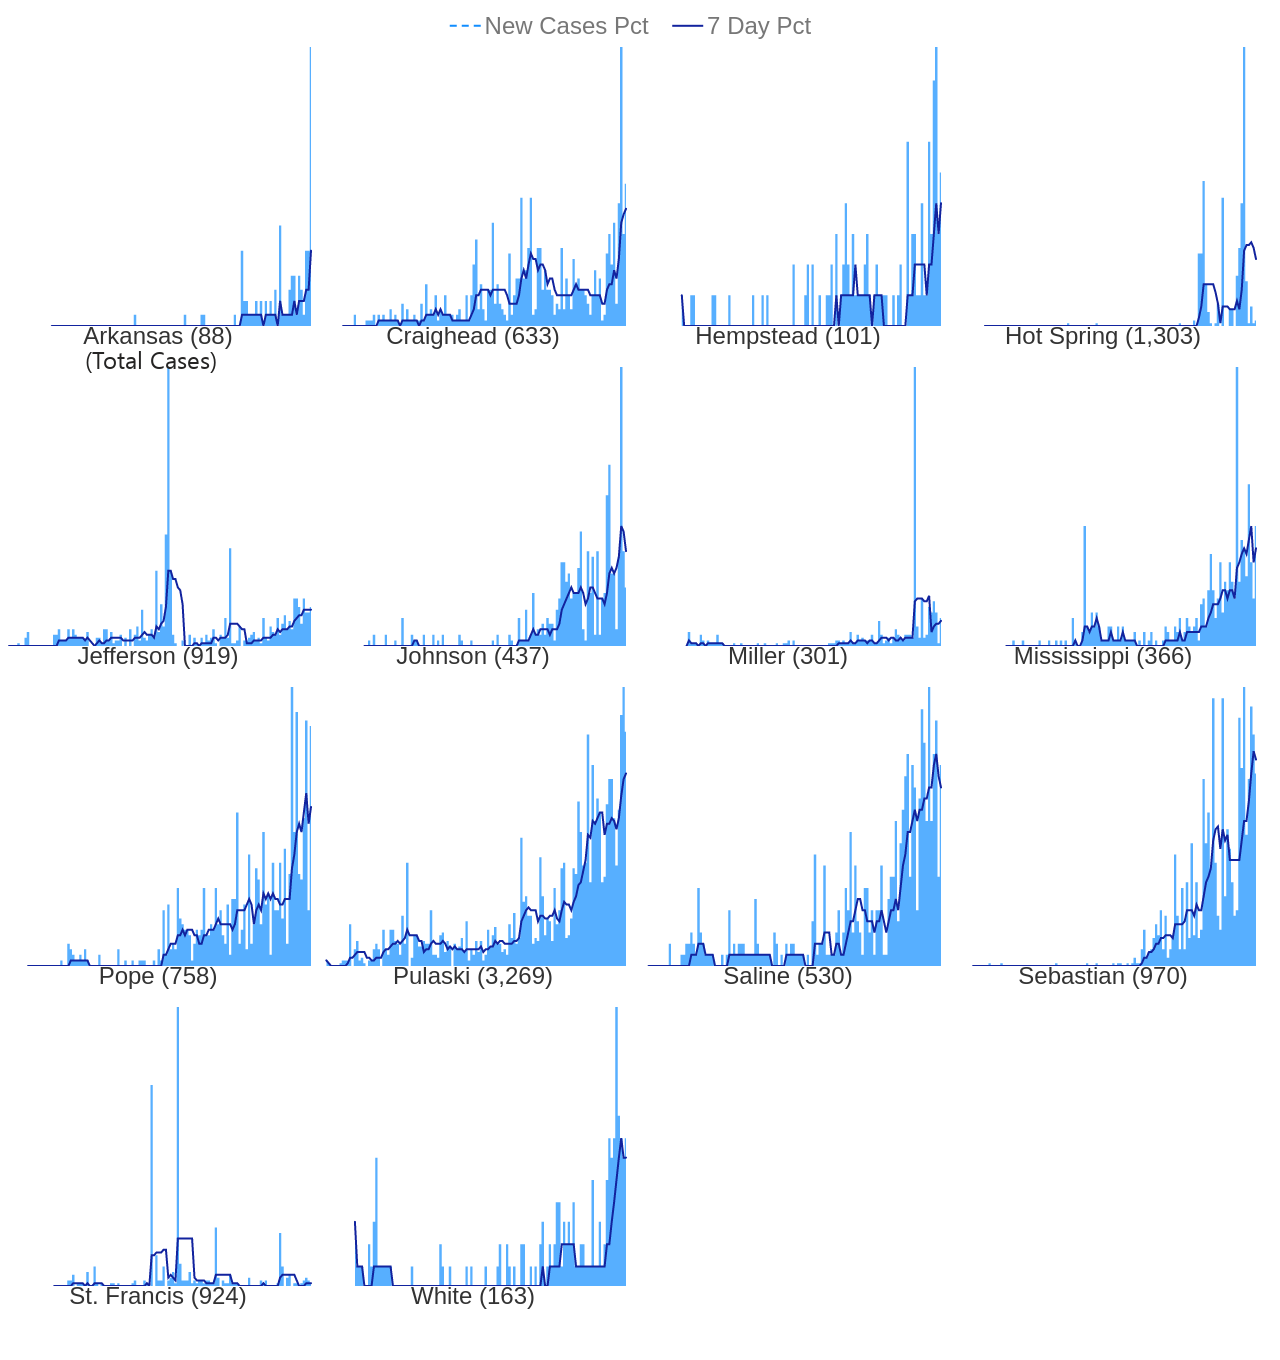 New Cases Pct 7 Day Pct
Arkansas (88) Craighead (633) Hempstead (101) Hot Spring (1,303)
(Total Cases)
Jefferson (919) Johnson (437) Miller (301) Mississippi (366)
Pope (758) Pulaski (3,269) Saline (530) Sebastian (970)
St. Francis (924) White (163)